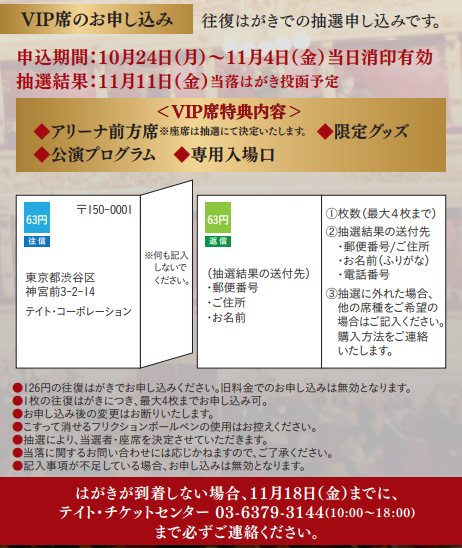 VIP席のお申し込み 往復はがきでの抽選申し込みです。
申込期間：10月24日（月）～11月4日（金）当日消印有効
抽選結果：11月11日（金）当落はがき投函予定
＜VIP席特典内容＞
◆アリーナ前方席※座席は抽選にて決定いたします。 ◆限定グッズ
◆公演プログラム ◆専用入場口
63円
往信
〒150-0001
東京都渋谷区
神宮前3-2-14
テイト・コーポレーション
※何も記入
しないで
ください。
63円
返信
（抽選結果の送付先）
・郵便番号
・ご住所
・お名前
①枚数（最大4枚まで）
②抽選結果の送付先
・郵便番号/ご住所
・お名前（ふりがな）
・電話番号
③抽選に外れた場合、
他の席種をご希望の
場合はご記入ください。
購入方法をご連絡
いたします。
●126円の往復はがきでお申し込みください。旧料金でのお申し込みは無効となります。
●1枚の往復はがきにつき、最大4枚までお申し込み可。
●お申し込み後の変更はお断りいたします。
●こすって消せるフリクションボールペンの使用はお控えください。
●抽選により、当選者・座席を決定させていただきます。
●当落に関するお問い合わせには応じかねますので、ご了承ください。
●記入事項が不足している場合、お申し込みは無効となります。
はがきが到着しない場合、11月18日（金）までに、
テイト・チケットセンター 03-6379-3144（10:00～18:00）
まで必ずご連絡ください。